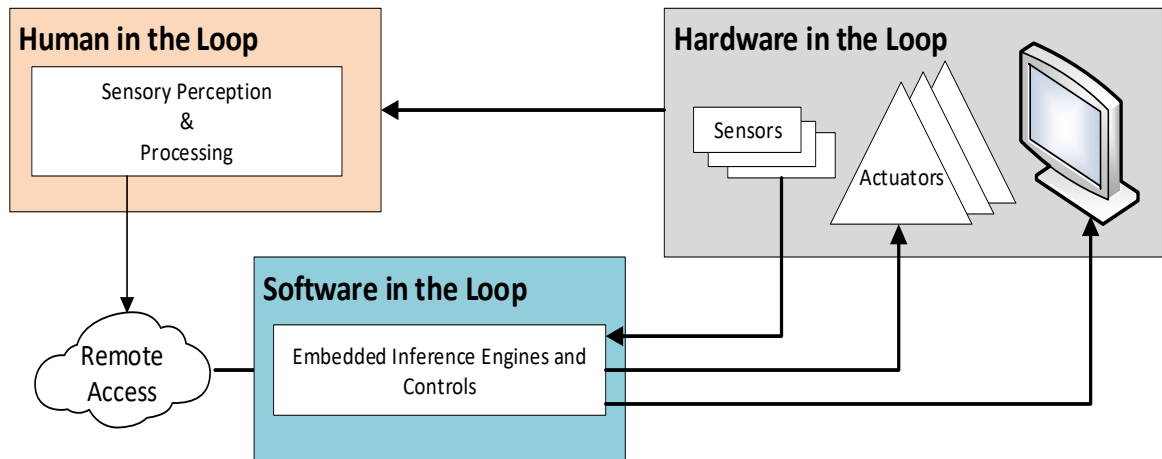 Human in the Loop
Sensory Perception
&
Processing
Hardware in the Loop
Sensors
Actuators
Software in the Loop
Embedded Inference Engines and
Controls
Remote
Access